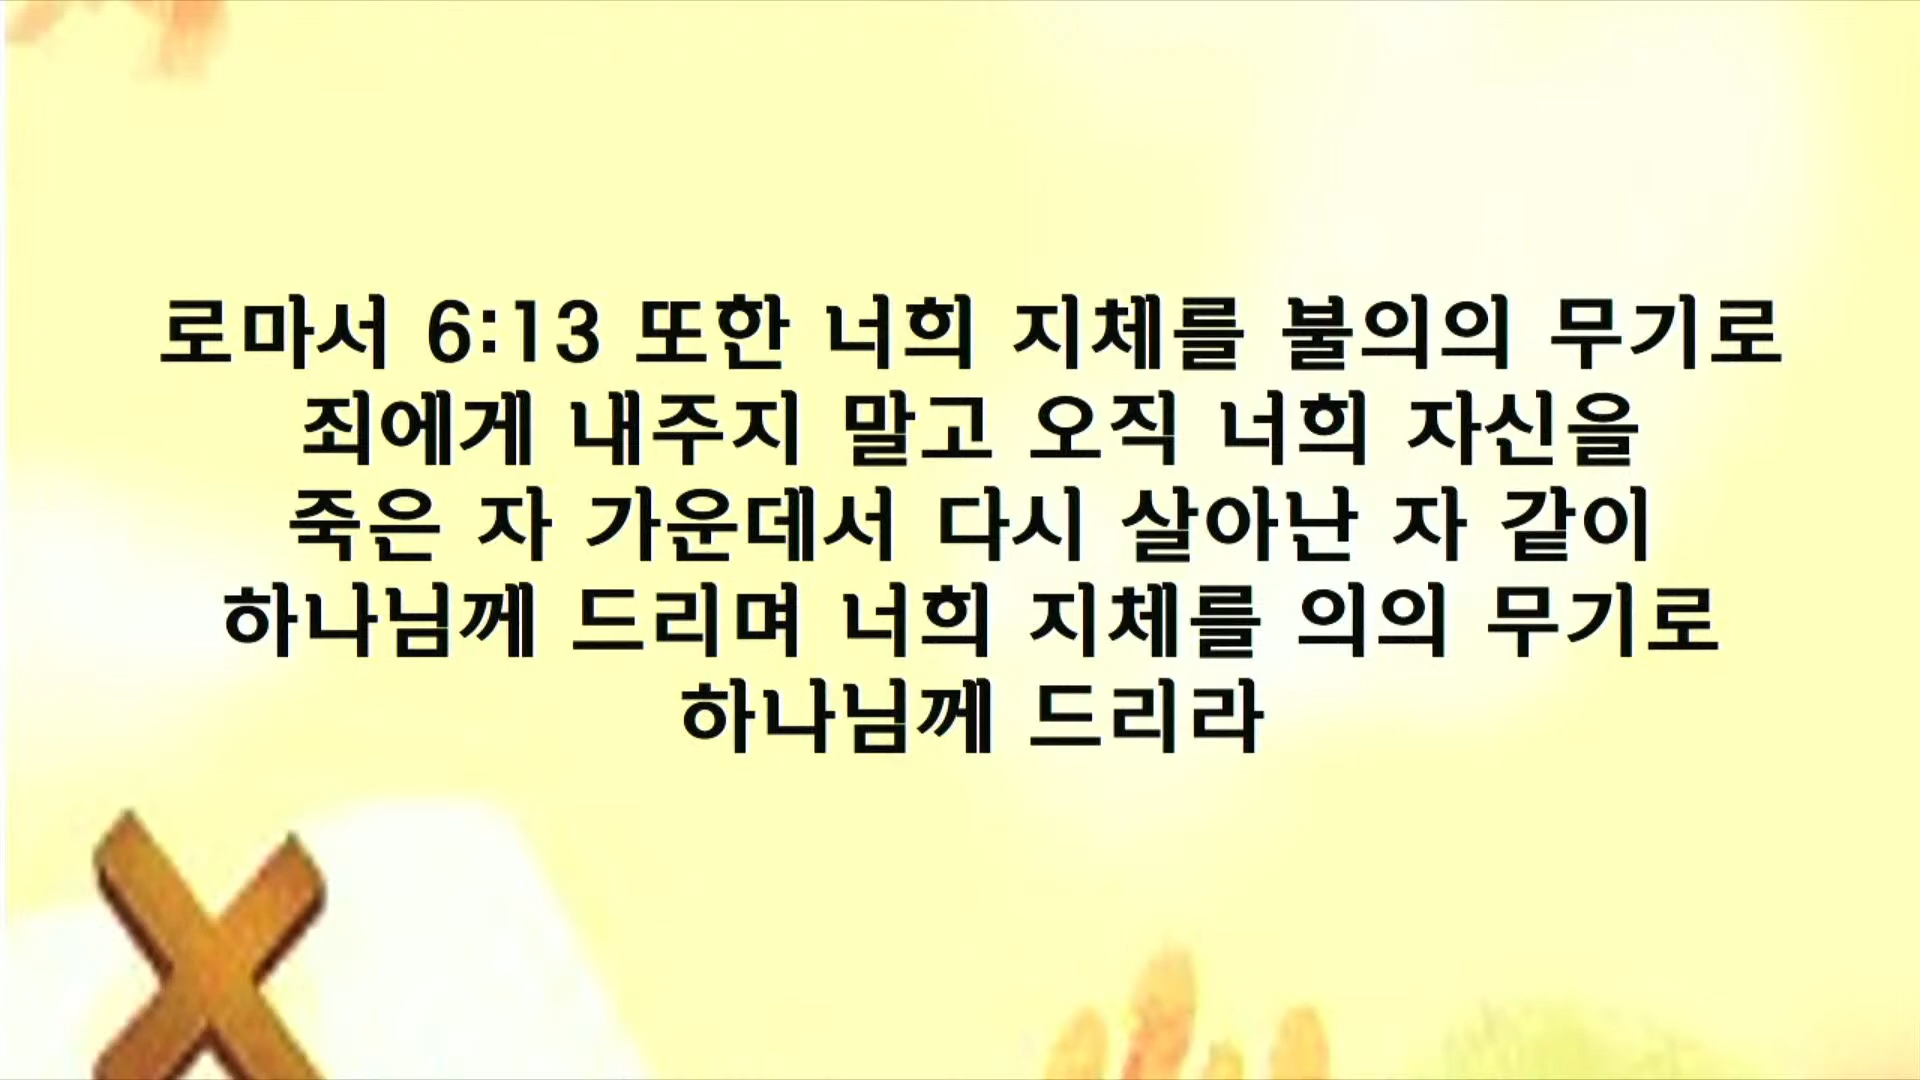 로마서 6:13 또한 너희 지체를 불의의 무기로
죄에게 내주지 말고 오직 너희 자신을
죽은 자 가운데서 다시 살아난 자 같이
하나님께 드리며 너희 지체를 의의 무기로
하나님께 드리라